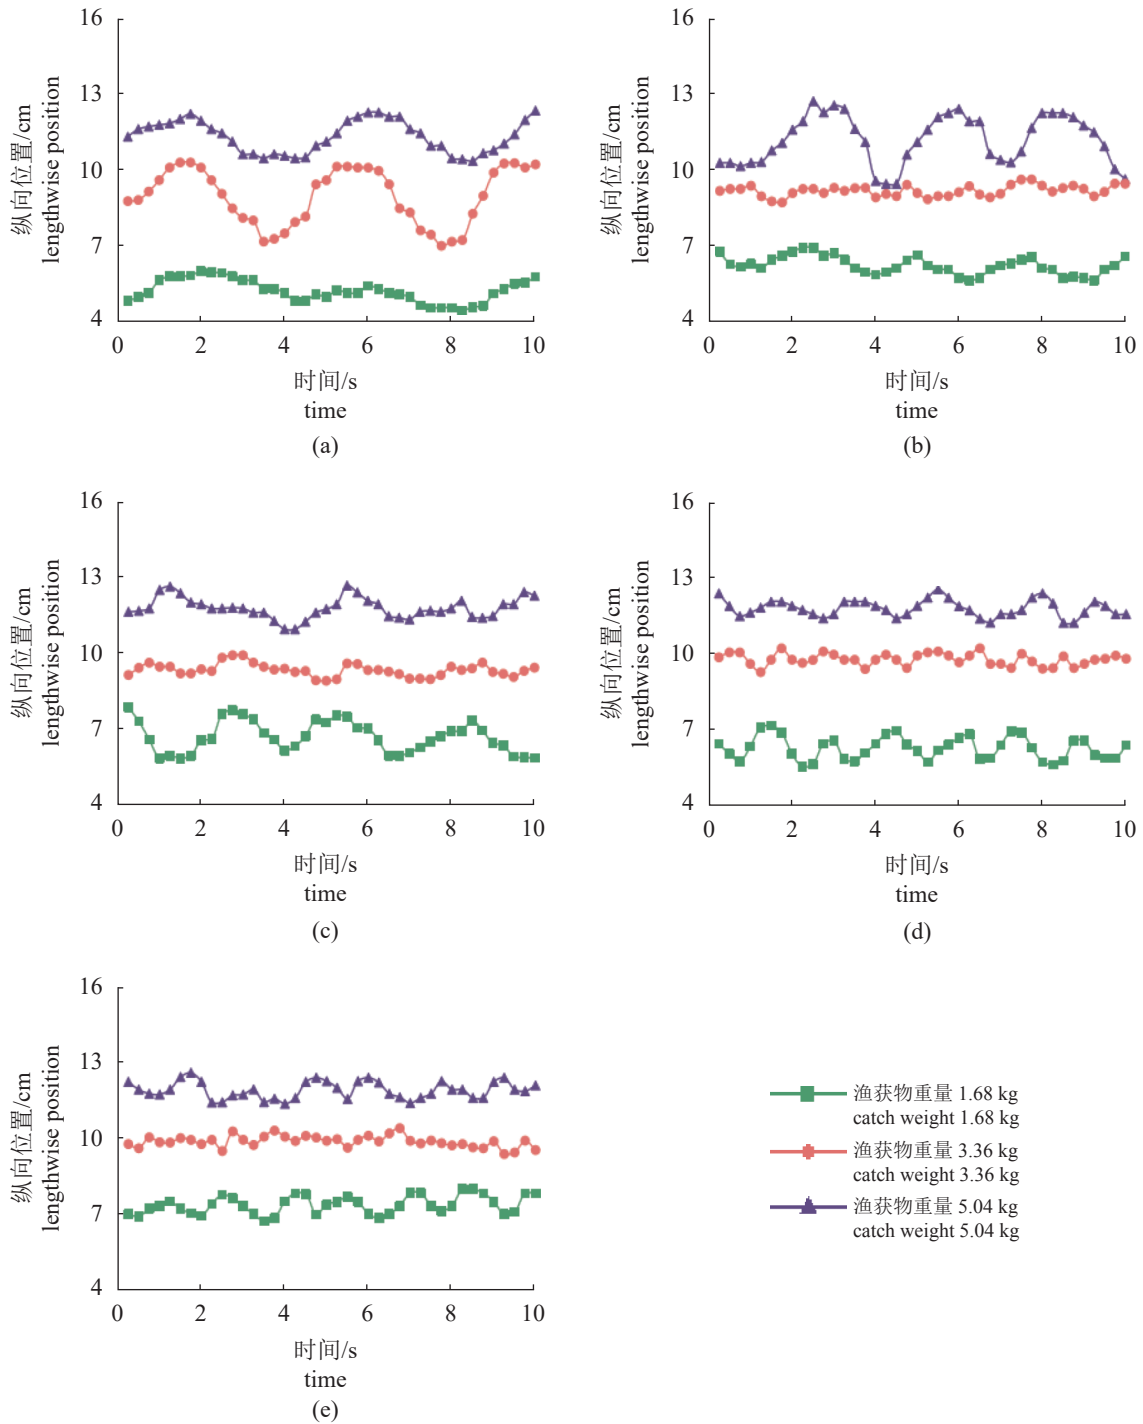 纵向位置/cm
lengthwise position
16
13
10
7
4
0 2 4 6 8 10
时间/s
time
(a)
纵向位置/cm
lengthwise position
16
13
10
7
4
0 2 4 6 8 10
时间/s
time
(b)
纵向位置/cm
lengthwise position
16
13
10
7
4
0 2 4 6 8 10
时间/s
time
(c)
纵向位置/cm
lengthwise position
16
13
10
7
4
0 2 4 6 8 10
时间/s
time
(d)
纵向位置/cm
lengthwise position
16
13
10
7
4
0 2 4 6 8 10
时间/s
time
(e)
渔获物重量 1.68 kg
catch weight 1.68 kg
渔获物重量 3.36 kg
catch weight 3.36 kg
渔获物重量 5.04 kg
catch weight 5.04 kg